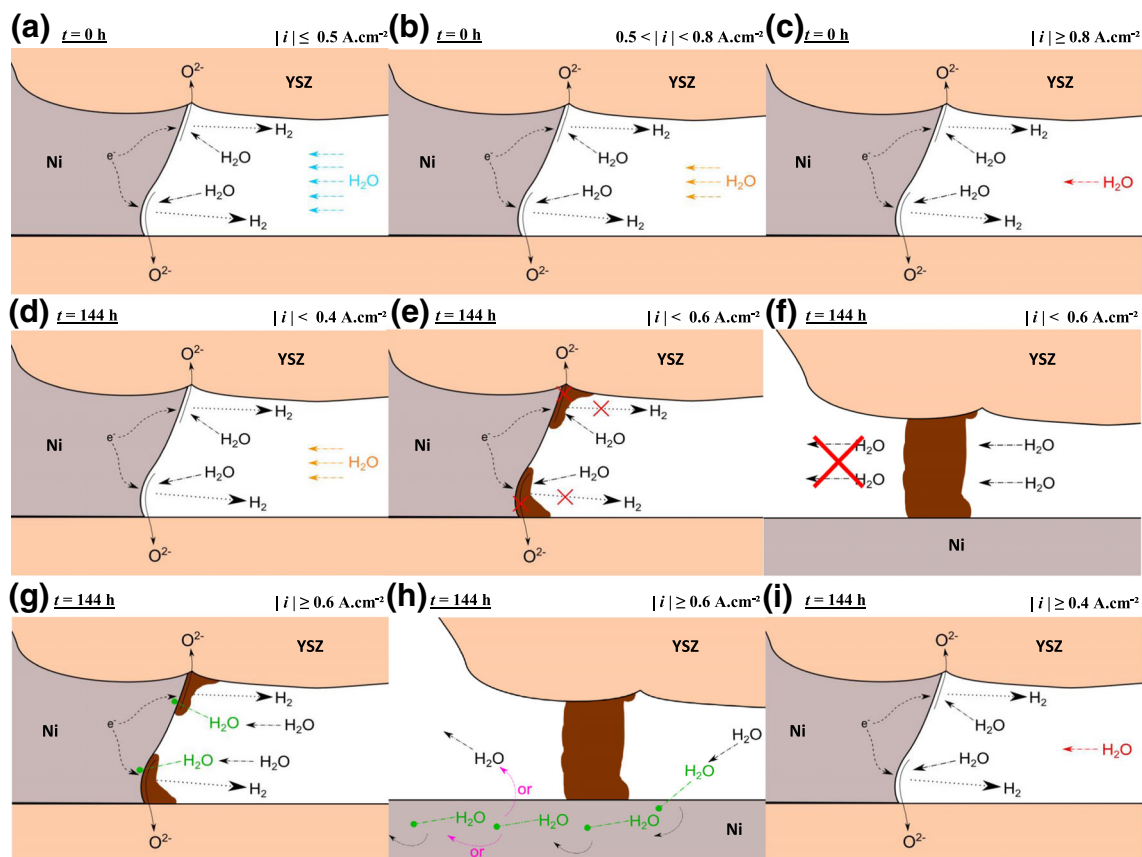 (a) t = 0 h | i | ≤ 0.5 A.cm⁻²
O²⁻
YSZ
H₂
Ni
e⁻
H₂O
H₂O
H₂O
H₂
O²⁻
(b) t = 0 h 0.5 < | i | < 0.8 A.cm⁻²
O²⁻
YSZ
H₂
Ni
e⁻
H₂O
H₂O
H₂O
H₂
O²⁻
(c) t = 0 h | i | ≥ 0.8 A.cm⁻²
O²⁻
YSZ
H₂
Ni
e⁻
H₂O
H₂O
H₂O
H₂
O²⁻
(d) t = 144 h | i | < 0.4 A.cm⁻²
O²⁻
YSZ
H₂
Ni
e⁻
H₂O
H₂O
H₂O
H₂
O²⁻
(e) t = 144 h | i | < 0.6 A.cm⁻²
O²⁻
YSZ
H₂
Ni
e⁻
H₂O
H₂O
H₂
O²⁻
(f) t = 144 h | i | < 0.6 A.cm⁻²
YSZ
H₂O H₂O
H₂O H₂O
Ni
(g) t = 144 h | i | ≥ 0.6 A.cm⁻²
O²⁻
YSZ
H₂
Ni
e⁻
H₂O H₂O
H₂O H₂O
H₂
O²⁻
(h) t = 144 h | i | ≥ 0.6 A.cm⁻²
YSZ
H₂O
H₂O
H₂O
or
H₂O H₂O H₂O
Ni
or
(i) t = 144 h | i | ≥ 0.4 A.cm⁻²
O²⁻
YSZ
H₂
Ni
e⁻
H₂O
H₂O
H₂O
H₂
O²⁻